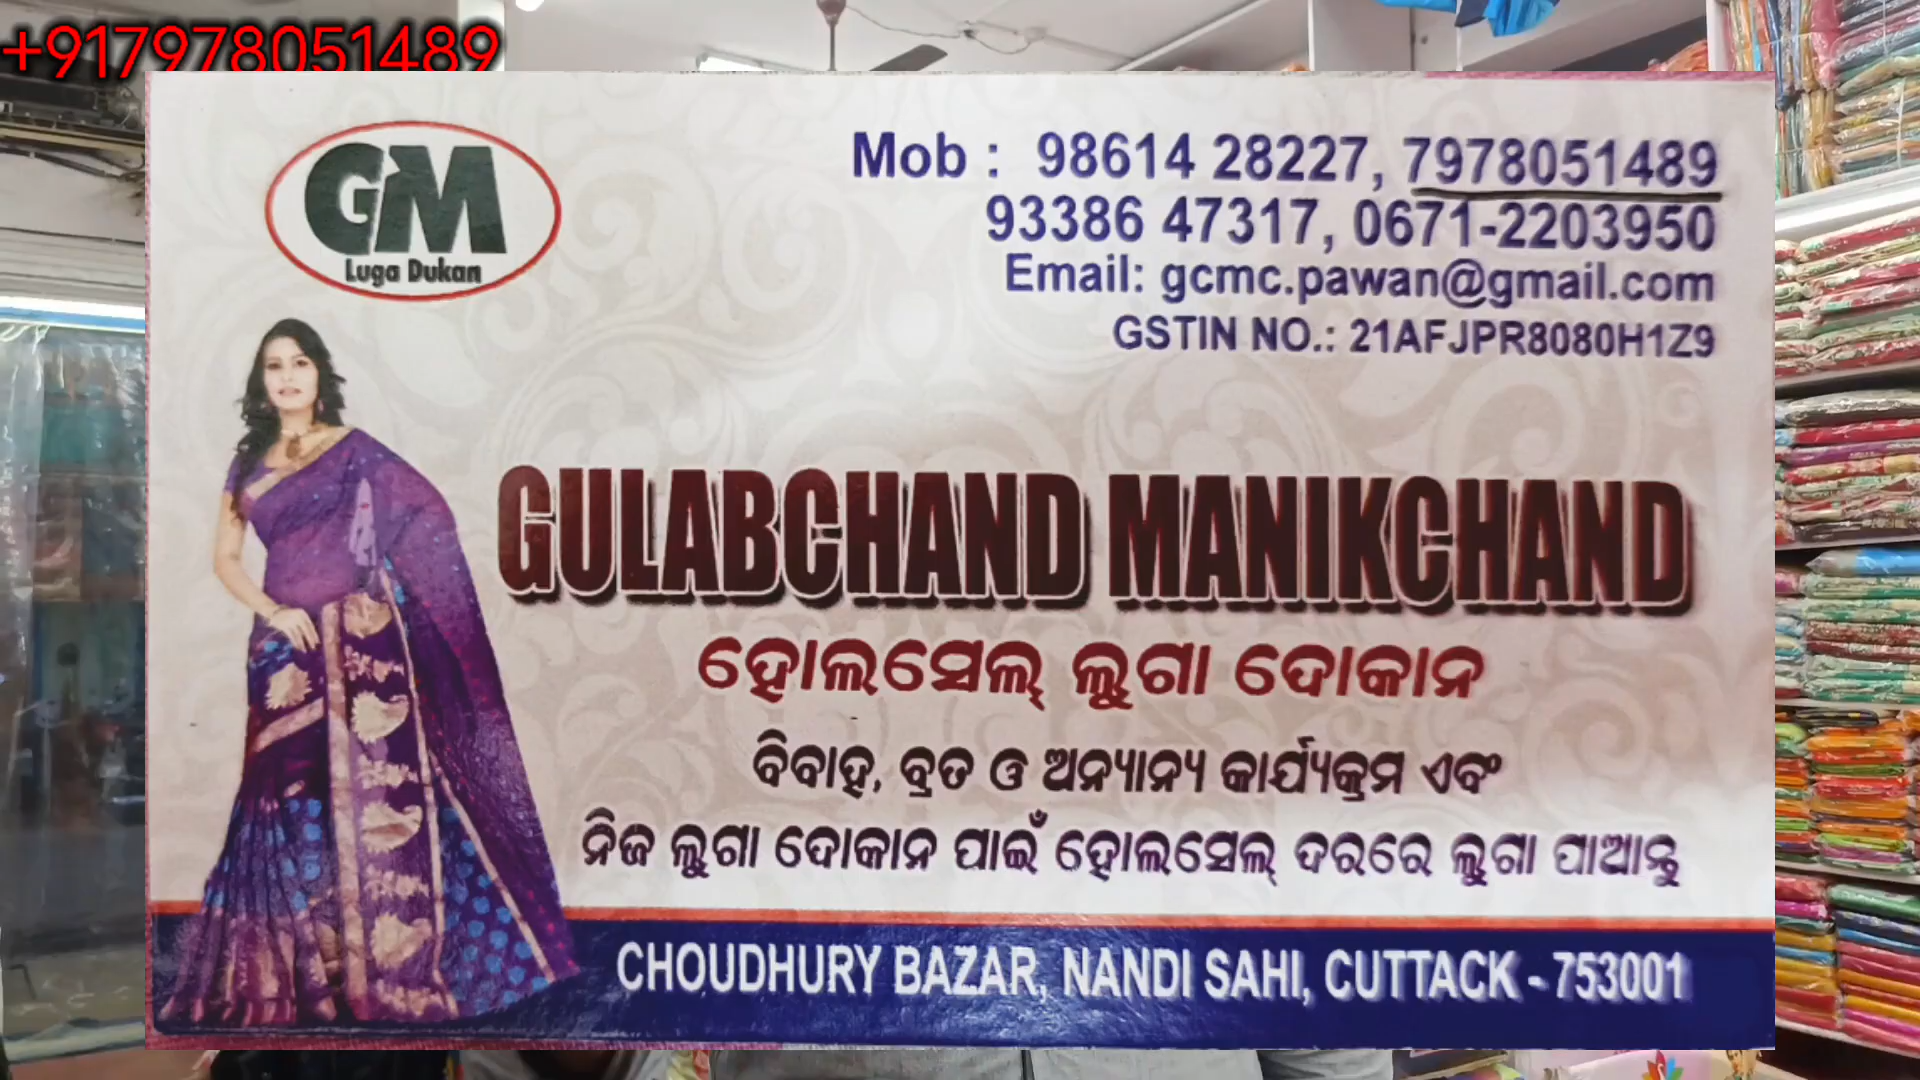 +917978051489
GM
Luga Dukan
Mob : 98614 28227, 7978051489
93386 47317, 0671-2203950
Email: gcmc.pawan@gmail.com
GSTIN NO.: 21AFJPR8080H1Z9
GULABCHAND MANIKCHAND
ହୋଲସେଲ୍ ଲୁଗା ଦୋକାନ
ବିବାହ, ବ୍ରତ ଓ ଅନ୍ୟାନ୍ୟ କାର୍ଯ୍ୟକ୍ରମ ଏବଂ
ନିଜ ଲୁଗା ଦୋକାନ ପାଇଁ ହୋଲସେଲ୍ ଦରରେ ଲୁଗା ପାଆନ୍ତୁ
CHOUDHURY BAZAR, NANDI SAHI, CUTTACK - 753001